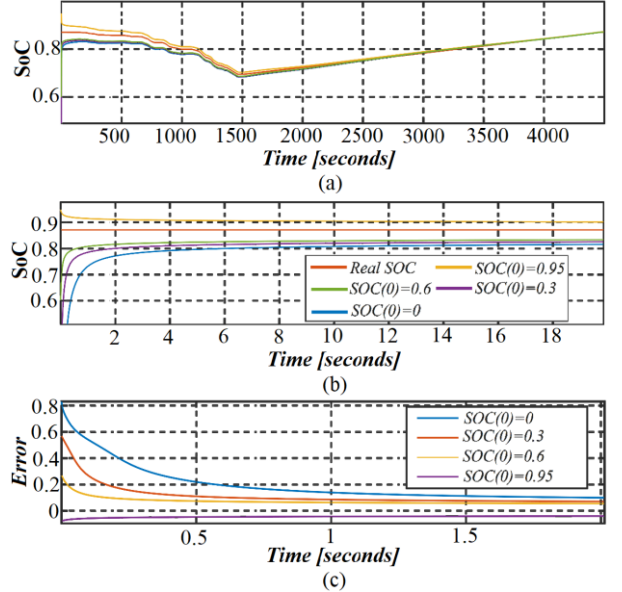 SoC
0.8
0.6
500 1000 1500 2000 2500 3000 3500 4000
Time [seconds]
(a)
SoC
0.9
0.8
0.7
0.6
Real SOC SOC(0)=0.95
SOC(0)=0.6 SOC(0)=0.3
SOC(0)=0
2 4 6 8 10 12 14 16 18
Time [seconds]
(b)
Error
0.8
0.6
0.4
0.2
0
SOC(0)=0
SOC(0)=0.3
SOC(0)=0.6
SOC(0)=0.95
0.5 1 1.5
Time [seconds]
(c)